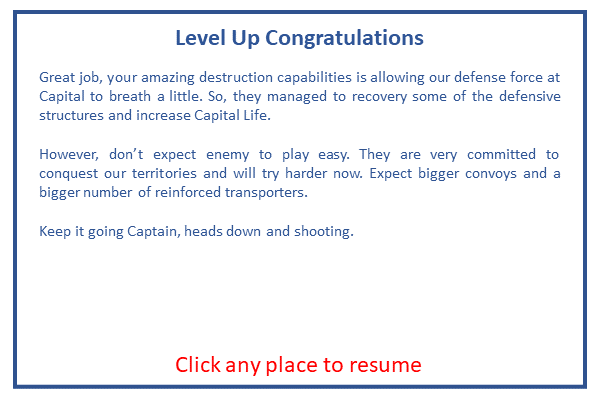 Level Up Congratulations
Great job, your amazing destruction capabilities is allowing our defense force at
Capital to breath a little. So, they managed to recovery some of the defensive
structures and increase Capital Life.
However, don’t expect enemy to play easy. They are very committed to
conquest our territories and will try harder now. Expect bigger convoys and a
bigger number of reinforced transporters.
Keep it going Captain, heads down and shooting.
Click any place to resume